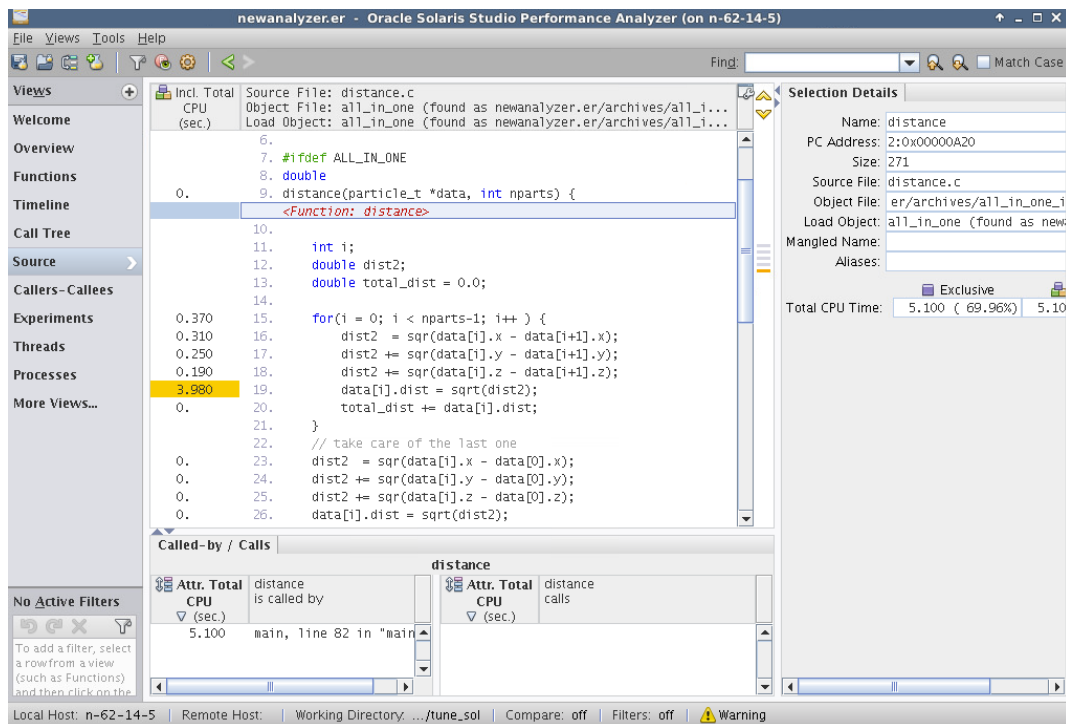 newanalyzer.er - Oracle Solaris Studio Performance Analyzer (on n-62-14-5)
File Views Tools Help
Find: Match Case
Views
Welcome
Overview
Functions
Timeline
Call Tree
Source
Callers-Callees
Experiments
Threads
Processes
More Views...
No Active Filters
To add a filter, select
a row from a view
(such as Functions)
and then click on the
Incl. Total
CPU
(sec.)
Source File: distance.c
Object File: all_in_one (found as newanalyzer.er/archives/all_i...
Load Object: all_in_one (found as newanalyzer.er/archives/all_i...
6.
7. #ifdef ALL_IN_ONE
8. double
0. 9. distance(particle_t *data, int nparts) {
<Function: distance>
10.
11. int i;
12. double dist2;
13. double total_dist = 0.0;
14.
0.370 15. for(i = 0; i < nparts-1; i++ ) {
0.310 16. dist2 = sqr(data[i].x - data[i+1].x);
0.250 17. dist2 += sqr(data[i].y - data[i+1].y);
0.190 18. dist2 += sqr(data[i].z - data[i+1].z);
3.980 19. data[i].dist = sqrt(dist2);
0. 20. total_dist += data[i].dist;
21. }
22. // take care of the last one
0. 23. dist2 = sqr(data[i].x - data[0].x);
0. 24. dist2 += sqr(data[i].y - data[0].y);
0. 25. dist2 += sqr(data[i].z - data[0].z);
0. 26. data[i].dist = sqrt(dist2);
Called-by / Calls
distance
Attr. Total
CPU
(sec.)
distance
is called by
5.100 main, line 82 in "main
Attr. Total
CPU
(sec.)
distance
calls
Selection Details
Name: distance
PC Address: 2:0x00000A20
Size: 271
Source File: distance.c
Object File: er/archives/all_in_one_i
Load Object: all_in_one (found as newa
Mangled Name:
Aliases:
Exclusive
Total CPU Time: 5.100 ( 69.96%) 5.10
Local Host: n-62-14-5 Remote Host: Working Directory: .../tune_sol Compare: off Filters: off Warning